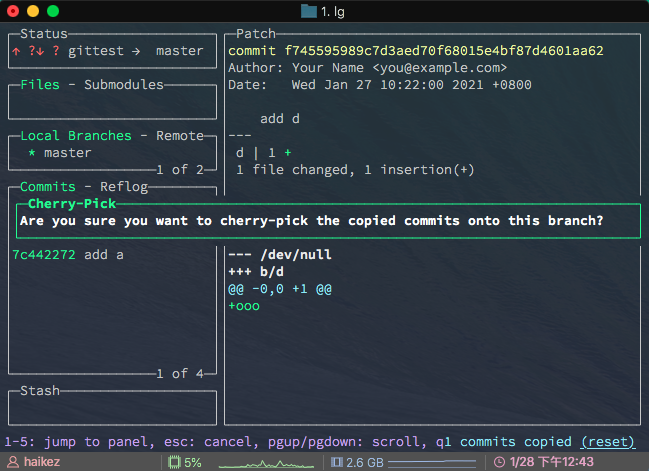 1. lg
Status
↑ ?↓ ? gittest → master
Files - Submodules
Local Branches - Remote
* master
1 of 2
Commits - Reflog
Patch
commit f745595989c7d3aed70f68015e4bf87d4601aa62
Author: Your Name <you@example.com>
Date:   Wed Jan 27 10:22:00 2021 +0800
add d
---
d | 1 +
1 file changed, 1 insertion(+)
Cherry-Pick
Are you sure you want to cherry-pick the copied commits onto this branch?
7c442272 add a
1 of 4
--- /dev/null
+++ b/d
@@ -0,0 +1 @@
+ooo
Stash
1-5: jump to panel, esc: cancel, pgup/pgdown: scroll, q1 commits copied (reset)
haikez 5% 2.6 GB 1/28 下午12:43